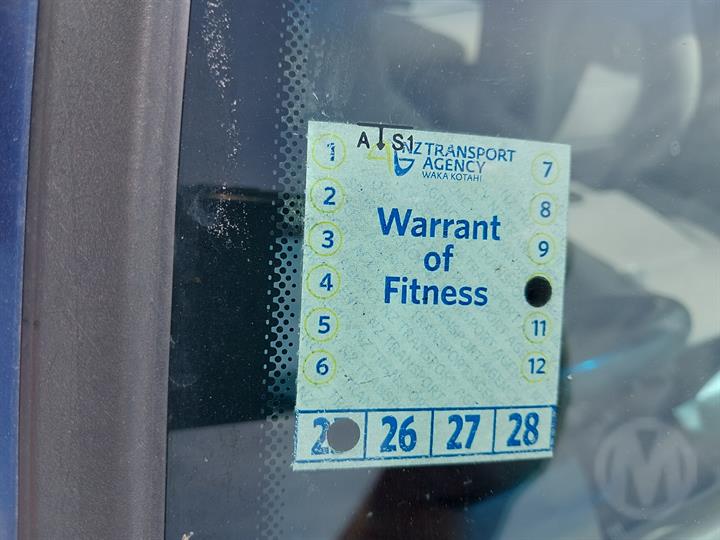 A S1
NZ TRANSPORT
AGENCY
WAKA KOTAHI
Warrant
of
Fitness
1
2
3
4
5
6
7
8
9
11
12
26 27 28
M